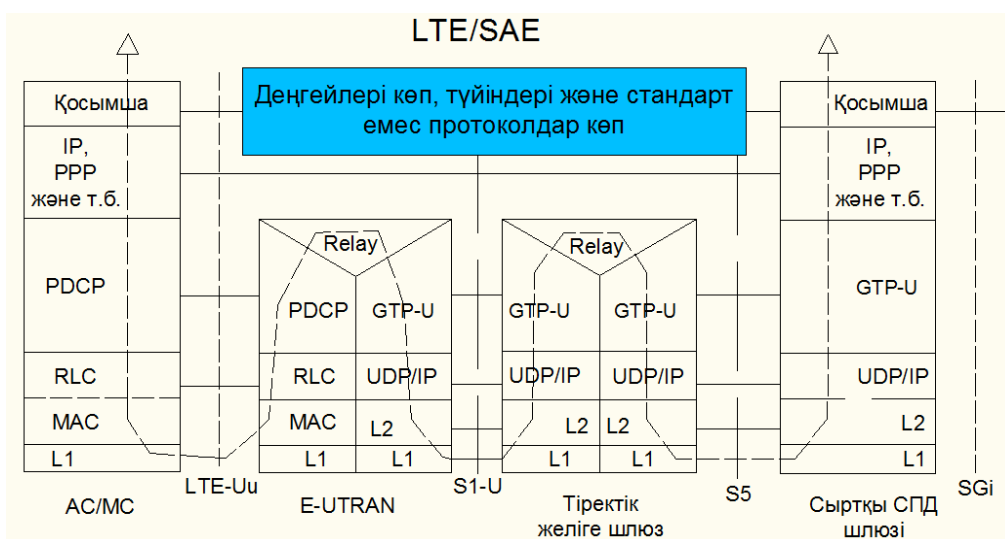 LTE/SAE
Деңгейлері көп, түйіндері және стандарт
емес протоколдар көп
Қосымша
IP,
PPP
және т.б.
PDCP
RLC
MAC
L1
AC/MC
LTE-Uu
Relay
PDCP
GTP-U
RLC
UDP/IP
MAC
L2
L1
L1
E-UTRAN
S1-U
Relay
GTP-U
GTP-U
UDP/IP
UDP/IP
L2
L2
L1
L1
Тіректік
желіге шлюз
S5
Қосымша
IP,
PPP
және т.б.
GTP-U
UDP/IP
L2
L1
Сыртқы СПД
шлюзі
SGi